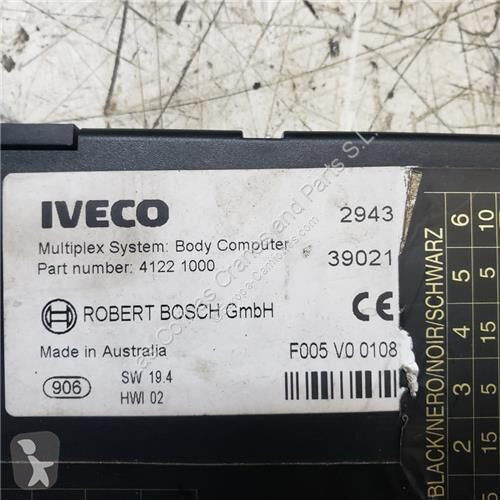 IVECO 2943
Multiplex System: Body Computer
Part number: 4122 1000 39021
BOSCH
ROBERT BOSCH GmbH CE
Made in Australia F005 V0 0108
906 SW 19.4
HWI 02
BLACK/NERO/NOIR/SCHWARZ
6 10
5 5
4 15
3 5
2 15
5